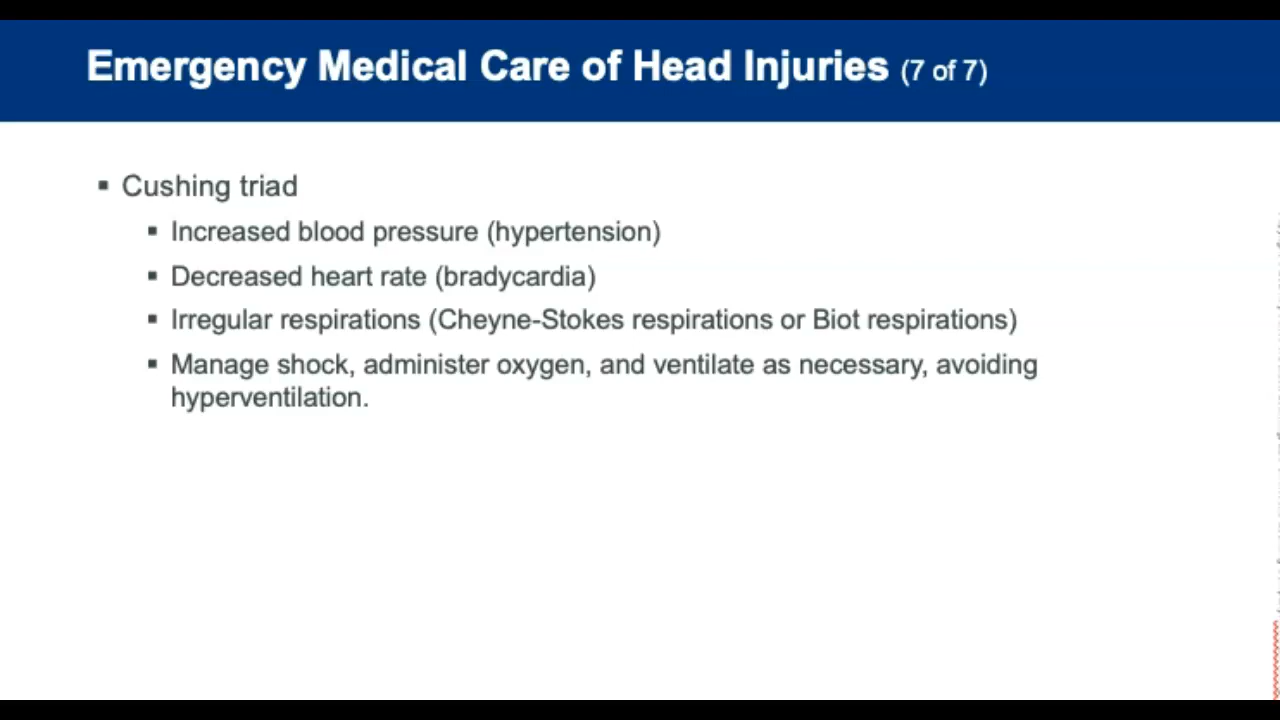 Emergency Medical Care of Head Injuries (7 of 7)
▪ Cushing triad
▪ Increased blood pressure (hypertension)
▪ Decreased heart rate (bradycardia)
▪ Irregular respirations (Cheyne-Stokes respirations or Biot respirations)
▪ Manage shock, administer oxygen, and ventilate as necessary, avoiding
hyperventilation.